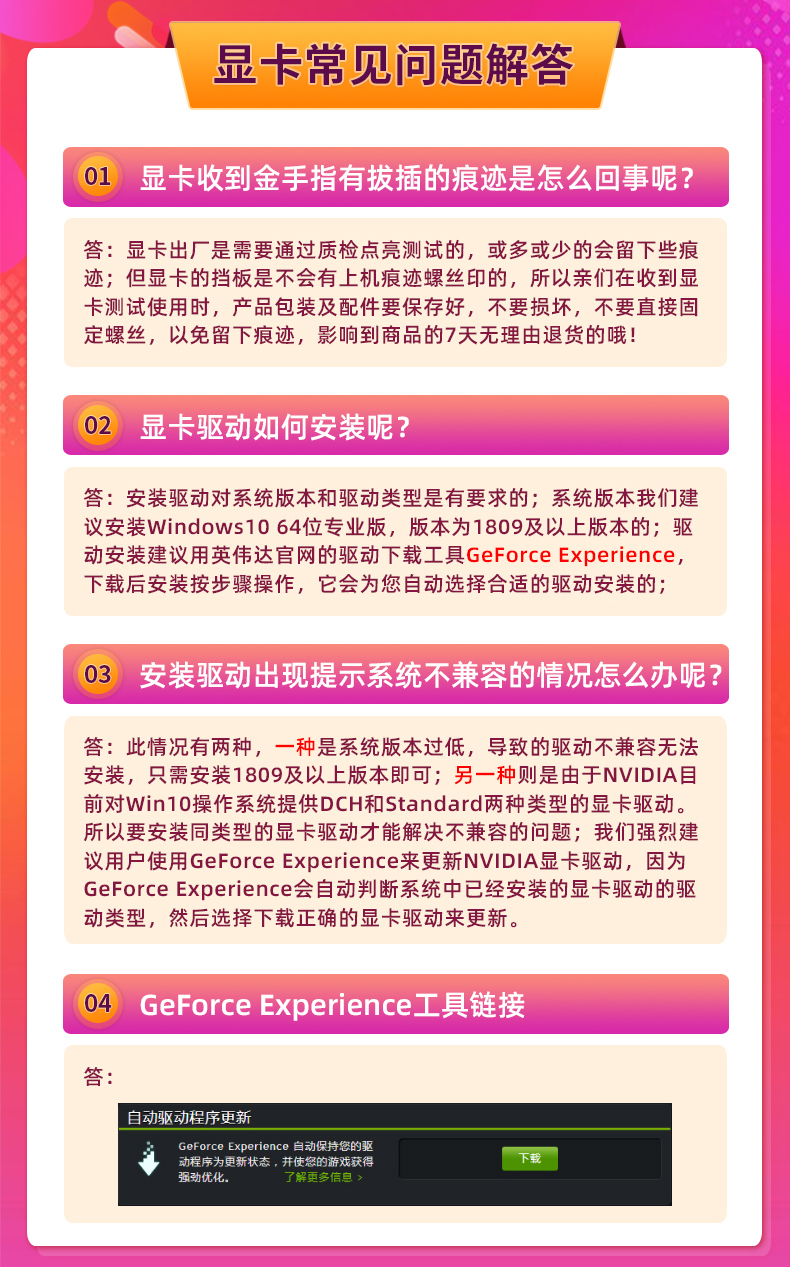 显卡常见问题解答
01 显卡收到金手指有拔插的痕迹是怎么回事呢？
答：显卡出厂是需要通过质检点亮测试的，或多或少的会留下些痕
迹；但显卡的挡板是不会有上机痕迹螺丝印的，所以亲们在收到显
卡测试使用时，产品包装及配件要保存好，不要损坏，不要直接固
定螺丝，以免留下痕迹，影响到商品的7天无理由退货的哦！
02 显卡驱动如何安装呢？
答：安装驱动对系统版本和驱动类型是有要求的；系统版本我们建
议安装Windows10 64位专业版，版本为1809及以上版本的；驱
动安装建议用英伟达官网的驱动下载工具GeForce Experience，
下载后安装按步骤操作，它会为您自动选择合适的驱动安装的；
03 安装驱动出现提示系统不兼容的情况怎么办呢？
答：此情况有两种，一种是系统版本过低，导致的驱动不兼容无法
安装，只需安装1809及以上版本即可；另一种则是由于NVIDIA目
前对Win10操作系统提供DCH和Standard两种类型的显卡驱动。
所以要安装同类型的显卡驱动才能解决不兼容的问题；我们强烈建
议用户使用GeForce Experience来更新NVIDIA显卡驱动，因为
GeForce Experience会自动判断系统中已经安装的显卡驱动的驱
动类型，然后选择下载正确的显卡驱动来更新。
04 GeForce Experience工具链接
答：
自动驱动程序更新
GeForce Experience 自动保持您的驱
动程序为更新状态，并使您的游戏获得
强劲优化。 了解更多信息 >
下载